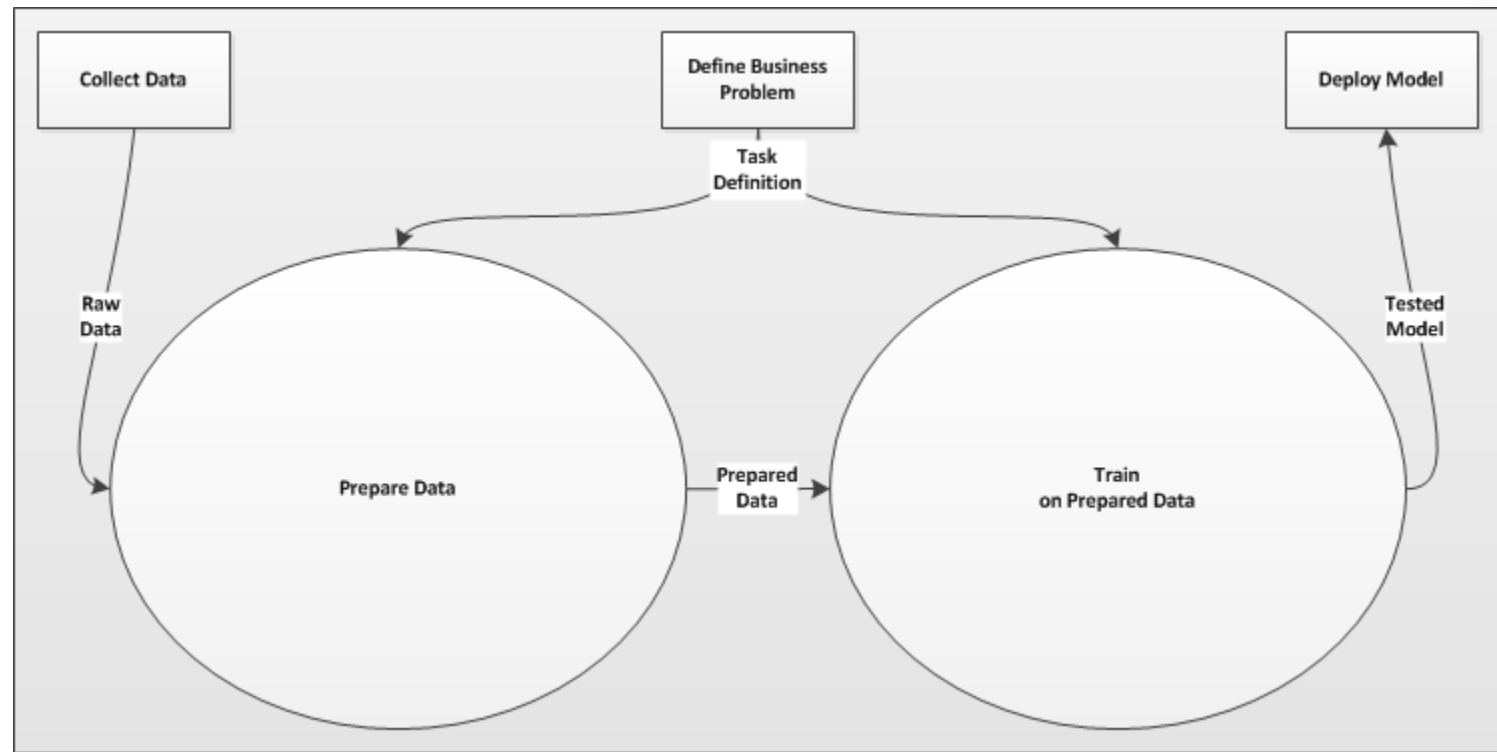 Collect Data
Define Business
Problem
Deploy Model
Task
Definition
Raw
Data
Tested
Model
Prepare Data
Prepared
Data
Train
on Prepared Data